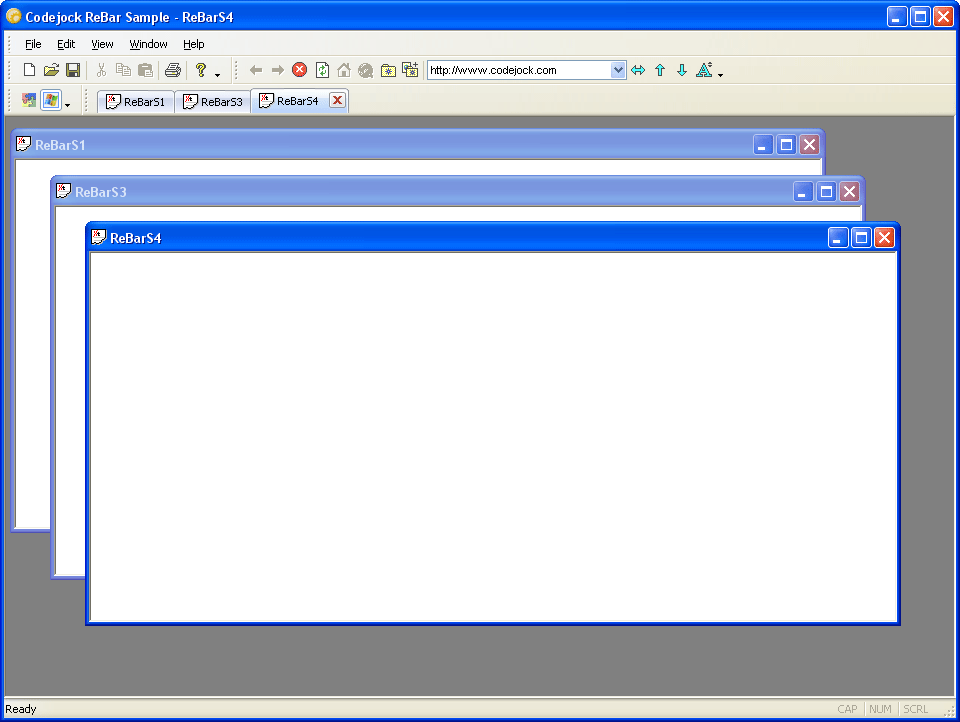 Codejock ReBar Sample - ReBarS4
File Edit View Window Help
http://www.codejock.com
ReBarS1 ReBarS3 ReBarS4
ReBarS1
ReBarS3
ReBarS4
Ready CAP NUM SCRL